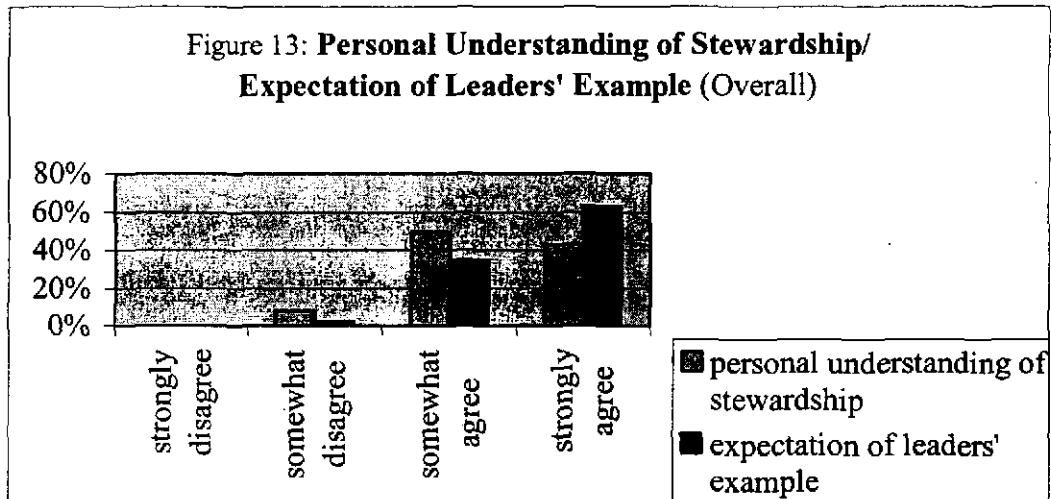 Figure 13: Personal Understanding of Stewardship/
Expectation of Leaders' Example (Overall)
80%
60%
40%
20%
0%
strongly
disagree
somewhat
disagree
somewhat
agree
strongly
agree
personal understanding of
stewardship
expectation of leaders'
example